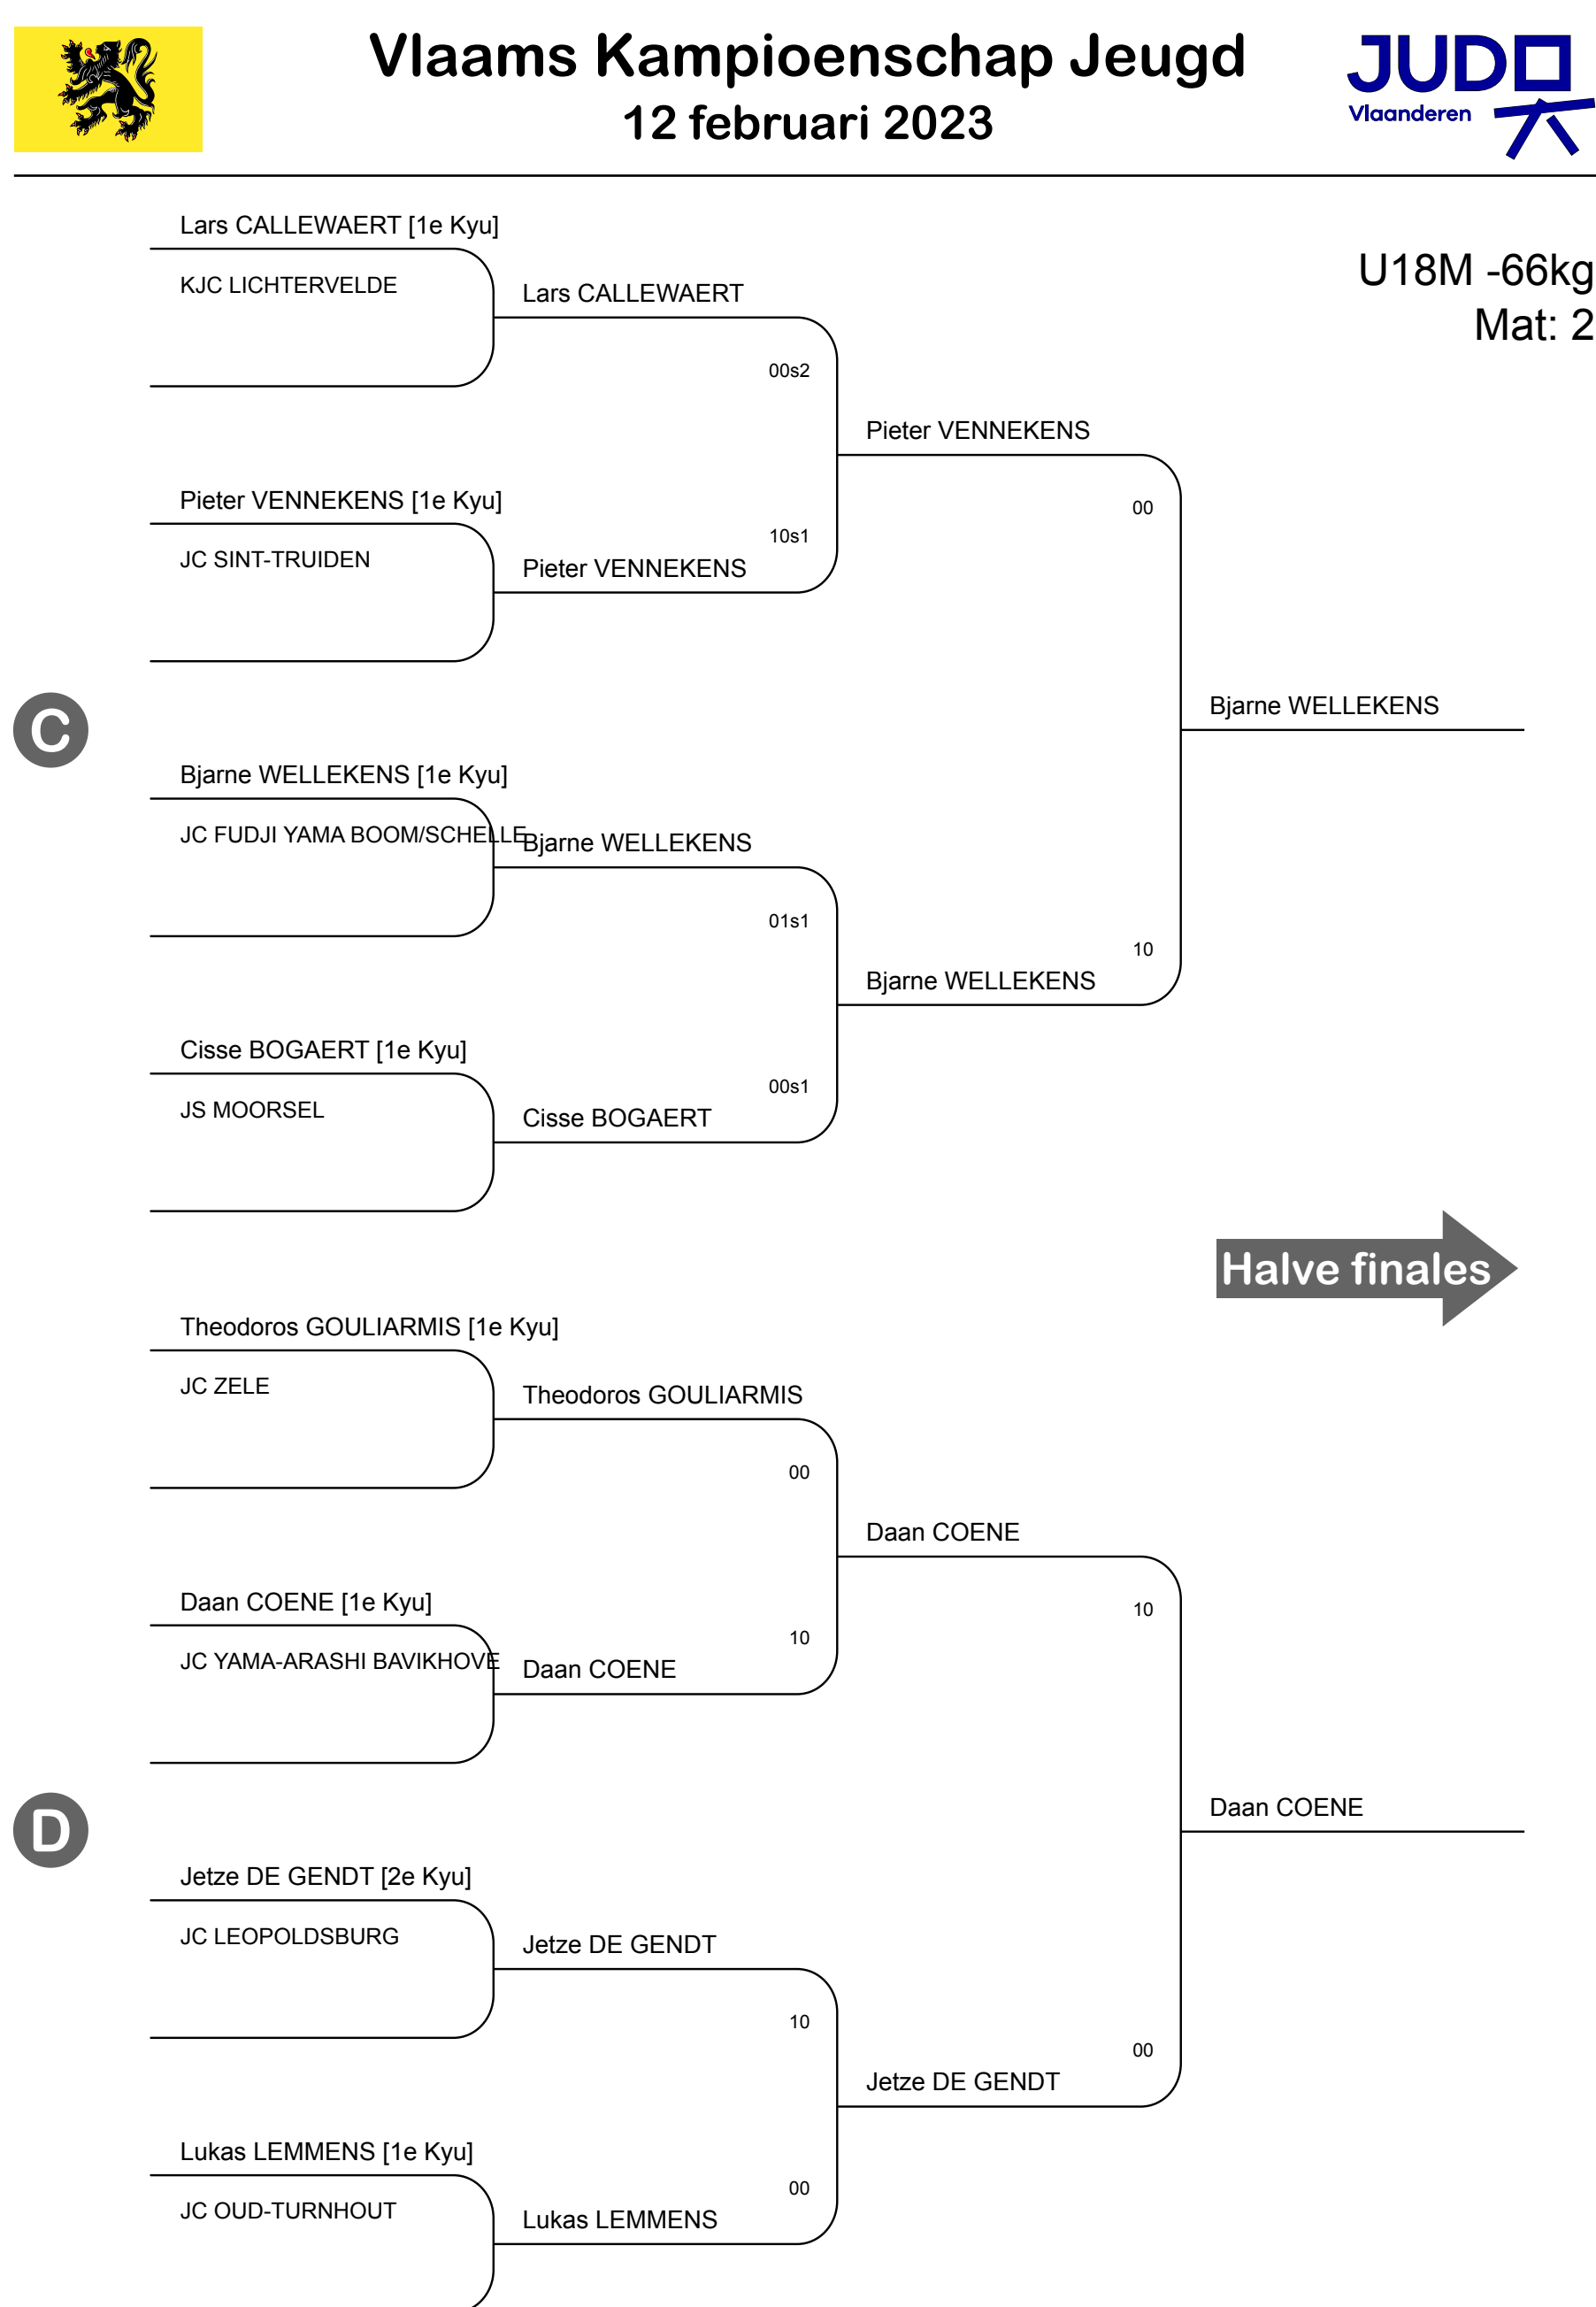 Vlaams Kampioenschap Jeugd
12 februari 2023
JUDO
Vlaanderen
U18M -66kg
Mat: 2
Lars CALLEWAERT [1e Kyu]
KJC LICHTERVELDE
Lars CALLEWAERT
00s2
Pieter VENNEKENS
00
Pieter VENNEKENS [1e Kyu]
JC SINT-TRUIDEN
10s1
Pieter VENNEKENS
C
Bjarne WELLEKENS
Bjarne WELLEKENS [1e Kyu]
JC FUDJI YAMA BOOM/SCHELLE
Bjarne WELLEKENS
01s1
10
Bjarne WELLEKENS
Cisse BOGAERT [1e Kyu]
JS MOORSEL
00s1
Cisse BOGAERT
Halve finales
Theodoros GOULIARMIS [1e Kyu]
JC ZELE
Theodoros GOULIARMIS
00
Daan COENE
10
Daan COENE [1e Kyu]
JC YAMA-ARASHI BAVIKHOVE
10
Daan COENE
D
Daan COENE
Jetze DE GENDT [2e Kyu]
JC LEOPOLDSBURG
Jetze DE GENDT
10
00
Jetze DE GENDT
Lukas LEMMENS [1e Kyu]
JC OUD-TURNHOUT
00
Lukas LEMMENS